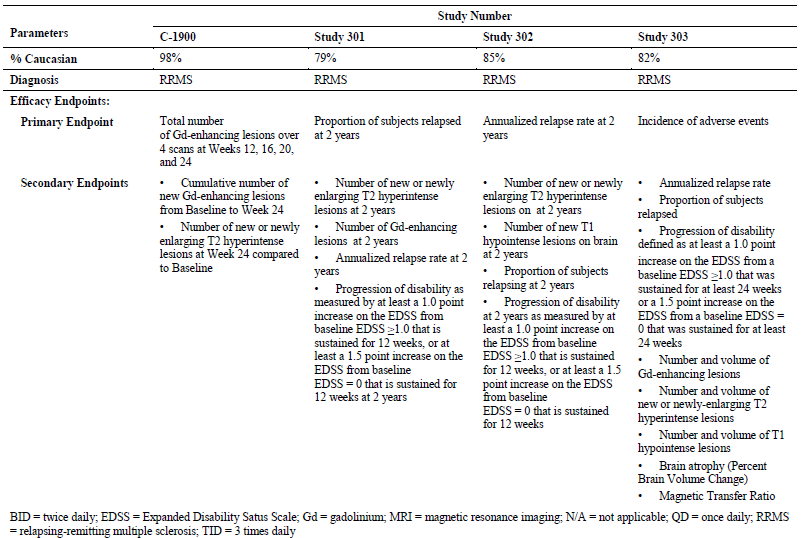 Parameters
Study Number
C-1900
Study 301
Study 302
Study 303
% Caucasian
98%
79%
85%
82%
Diagnosis
RRMS
RRMS
RRMS
RRMS
Efficacy Endpoints:
Primary Endpoint
Total number
of Gd-enhancing lesions over
4 scans at Weeks 12, 16, 20,
and 24
Proportion of subjects relapsed
at 2 years
Annualized relapse rate at 2
years
Incidence of adverse events
Secondary Endpoints
• Cumulative number of
new Gd-enhancing lesions
from Baseline to Week 24
• Number of new or newly
enlarging T2 hyperintense
lesions at Week 24 compared
to Baseline
• Number of new or newly
enlarging T2 hyperintense
lesions at 2 years
• Number of Gd-enhancing
lesions at 2 years
• Annualized relapse rate at 2
years
• Progression of disability as
measured by at least a 1.0 point
increase on the EDSS from
baseline EDSS ≥1.0 that is
sustained for 12 weeks, or at
least a 1.5 point increase on the
EDSS from baseline
EDSS = 0 that is sustained for
12 weeks at 2 years
• Number of new or newly
enlarging T2 hyperintense
lesions on at 2 years
• Number of new T1
hypointense lesions on brain
at 2 years
• Proportion of subjects
relapsing at 2 years
• Progression of disability
at 2 years as measured by at
least a 1.0 point increase on
the EDSS from baseline
EDSS ≥1.0 that is sustained
for 12 weeks, or at least a 1.5
point increase on the EDSS
from baseline
EDSS = 0 that is sustained
for 12 weeks
• Annualized relapse rate
• Proportion of subjects
relapsed
• Progression of disability
defined as at least a 1.0 point
increase on the EDSS from a
baseline EDSS ≥1.0 that was
sustained for at least 24 weeks
or a 1.5 point increase on the
EDSS from a baseline EDSS =
0 that was sustained for at least
24 weeks
• Number and volume of
Gd-enhancing lesions
• Number and volume of
new or newly-enlarging T2
hyperintense lesions
• Number and volume of T1
hypointense lesions
• Brain atrophy (Percent
Brain Volume Change)
• Magnetic Transfer Ratio
BID = twice daily; EDSS = Expanded Disability Satus Scale; Gd = gadolinium; MRI = magnetic resonance imaging; N/A = not applicable; QD = once daily; RRMS
= relapsing-remitting multiple sclerosis; TID = 3 times daily